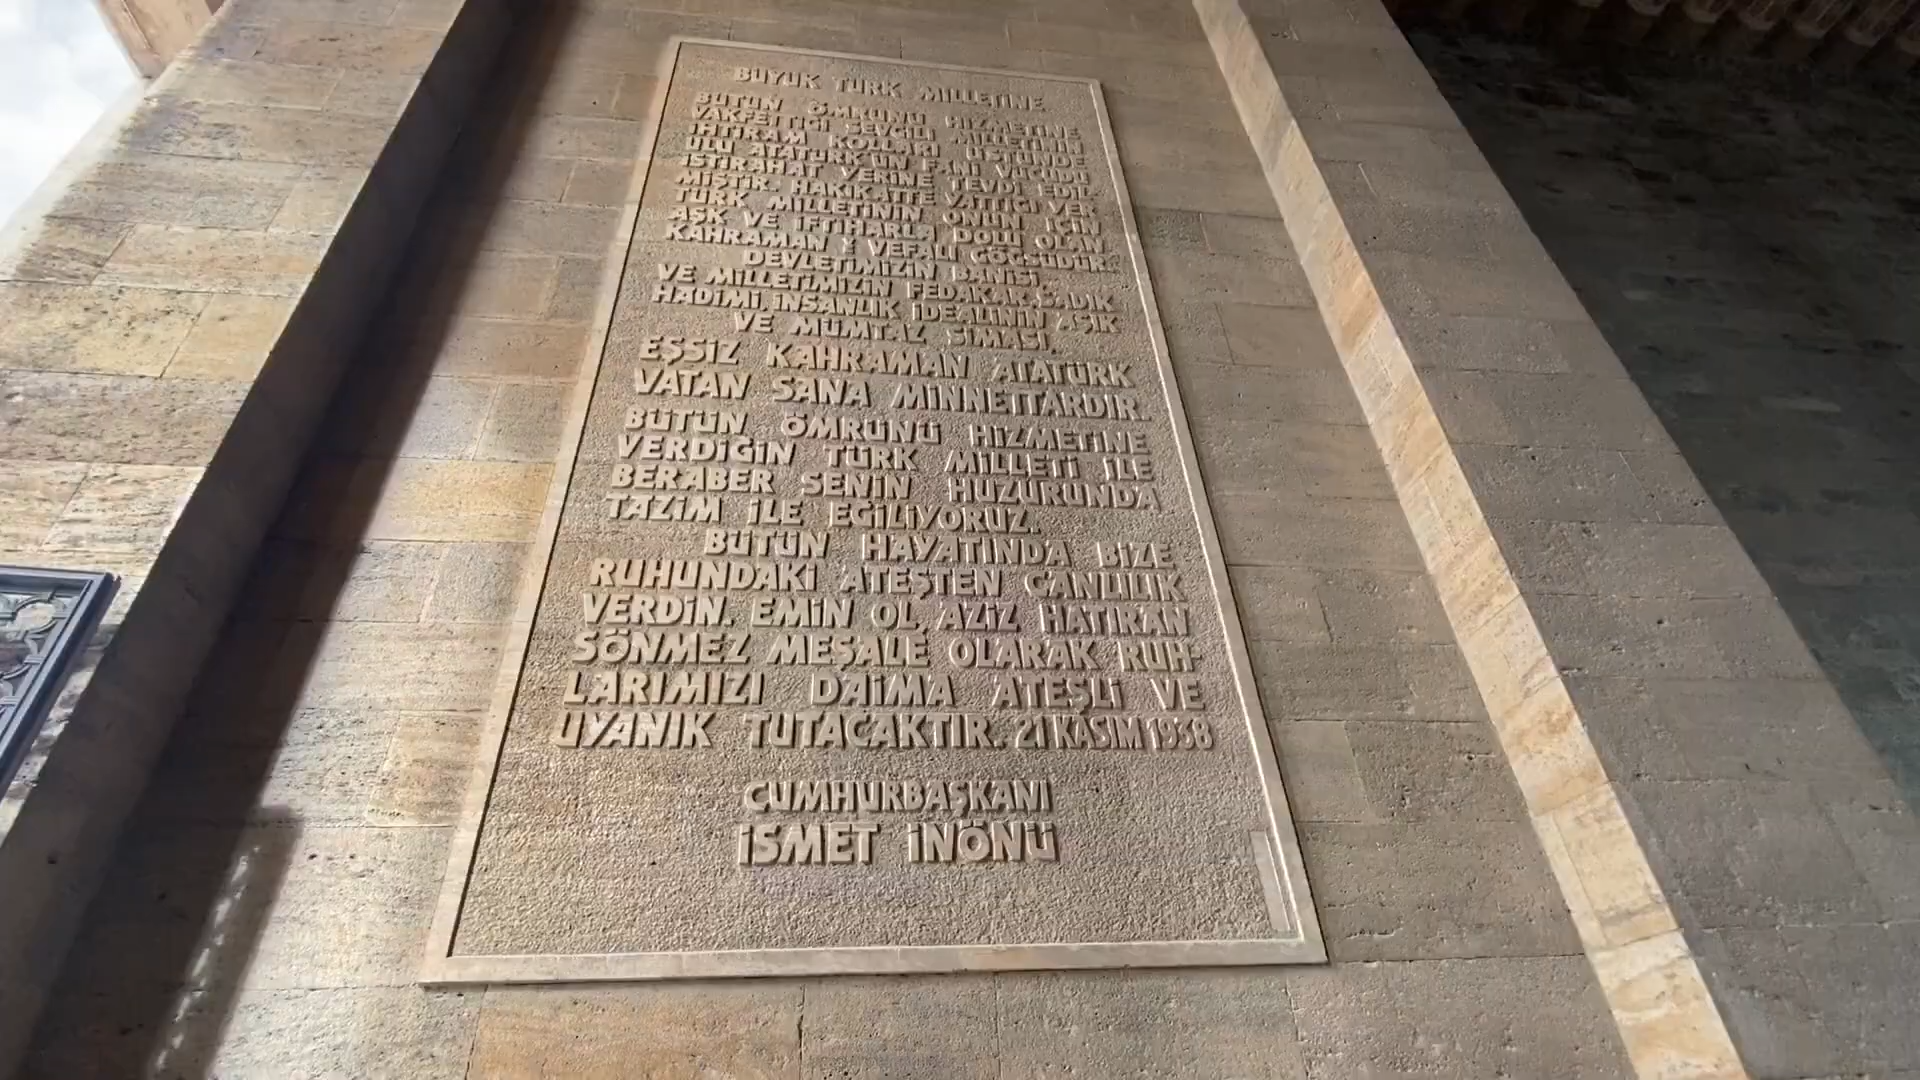 BÜYÜK TÜRK MİLLETİNE
BÜTÜN ÖMRÜNÜ HİZMETİNE
VAKFETTİĞİ SEVGİLİ MİLLETİNİN
İHTİRAM KOLLARI ÜSTÜNDE
ULU ATATÜRK'ÜN FANİ VÜCUDU
İSTİRAHAT YERİNE TEVDİ EDİL
MİŞTİR. HAKİKATTE YATTIĞI YER
TÜRK MİLLETİNİN ONUN İÇİN
AŞK VE İFTİHARLA DOLU OLAN
KAHRAMAN VE VEFALI GÖĞSÜDÜR.
DEVLETİMİZİN BANİSİ,
VE MİLLETİMİZİN FEDAKAR, SADIK
HADİMİ, İNSANLIK İDEALİNİN AŞIK
VE MÜMTAZ SİMASI,
EŞSİZ KAHRAMAN ATATÜRK
VATAN SANA MİNNETTARDIR.
BÜTÜN ÖMRÜNÜ HİZMETİNE
VERDİĞİN TÜRK MİLLETİ İLE
BERABER SENİN HUZURUNDA
TAZİM İLE EĞİLİYORUZ.
BÜTÜN HAYATINDA BİZE
RUHUNDAKİ ATEŞTEN CANLILIK
VERDİN. EMİN OL, AZİZ HATIRAN
SÖNMEZ MEŞALE OLARAK RUH-
LARIMIZI DAİMA ATEŞLİ VE
UYANIK TUTACAKTIR. 21 KASIM 1938
CUMHURBAŞKANI
İSMET İNÖNÜ